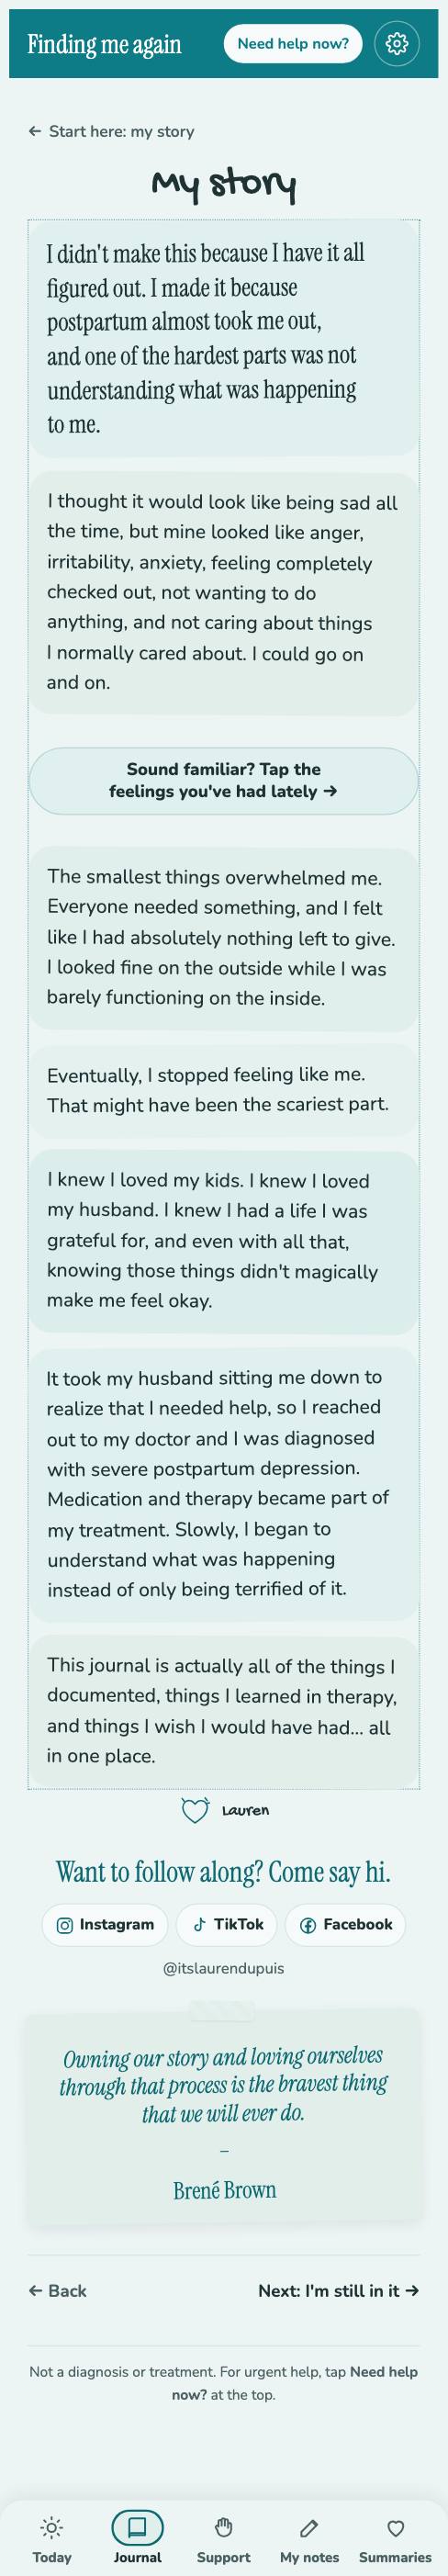 Finding me again
Need help now?
← Start here: my story
My story
I didn't make this because I have it all
figured out. I made it because
postpartum almost took me out,
and one of the hardest parts was not
understanding what was happening
to me.
I thought it would look like being sad all
the time, but mine looked like anger,
irritability, anxiety, feeling completely
checked out, not wanting to do
anything, and not caring about things
I normally cared about. I could go on
and on.
Sound familiar? Tap the
feelings you've had lately →
The smallest things overwhelmed me.
Everyone needed something, and I felt
like I had absolutely nothing left to give.
I looked fine on the outside while I was
barely functioning on the inside.
Eventually, I stopped feeling like me.
That might have been the scariest part.
I knew I loved my kids. I knew I loved
my husband. I knew I had a life I was
grateful for, and even with all that,
knowing those things didn't magically
make me feel okay.
It took my husband sitting me down to
realize that I needed help, so I reached
out to my doctor and I was diagnosed
with severe postpartum depression.
Medication and therapy became part of
my treatment. Slowly, I began to
understand what was happening
instead of only being terrified of it.
This journal is actually all of the things I
documented, things I learned in therapy,
and things I wish I would have had... all
in one place.
Lauren
Want to follow along? Come say hi.
Instagram
TikTok
Facebook
@itslaurendupuis
Owning our story and loving ourselves
through that process is the bravest thing
that we will ever do.
–
Brené Brown
← Back
Next: I'm still in it →
Not a diagnosis or treatment. For urgent help, tap Need help
now? at the top.
Today
Journal
Support
My notes
Summaries